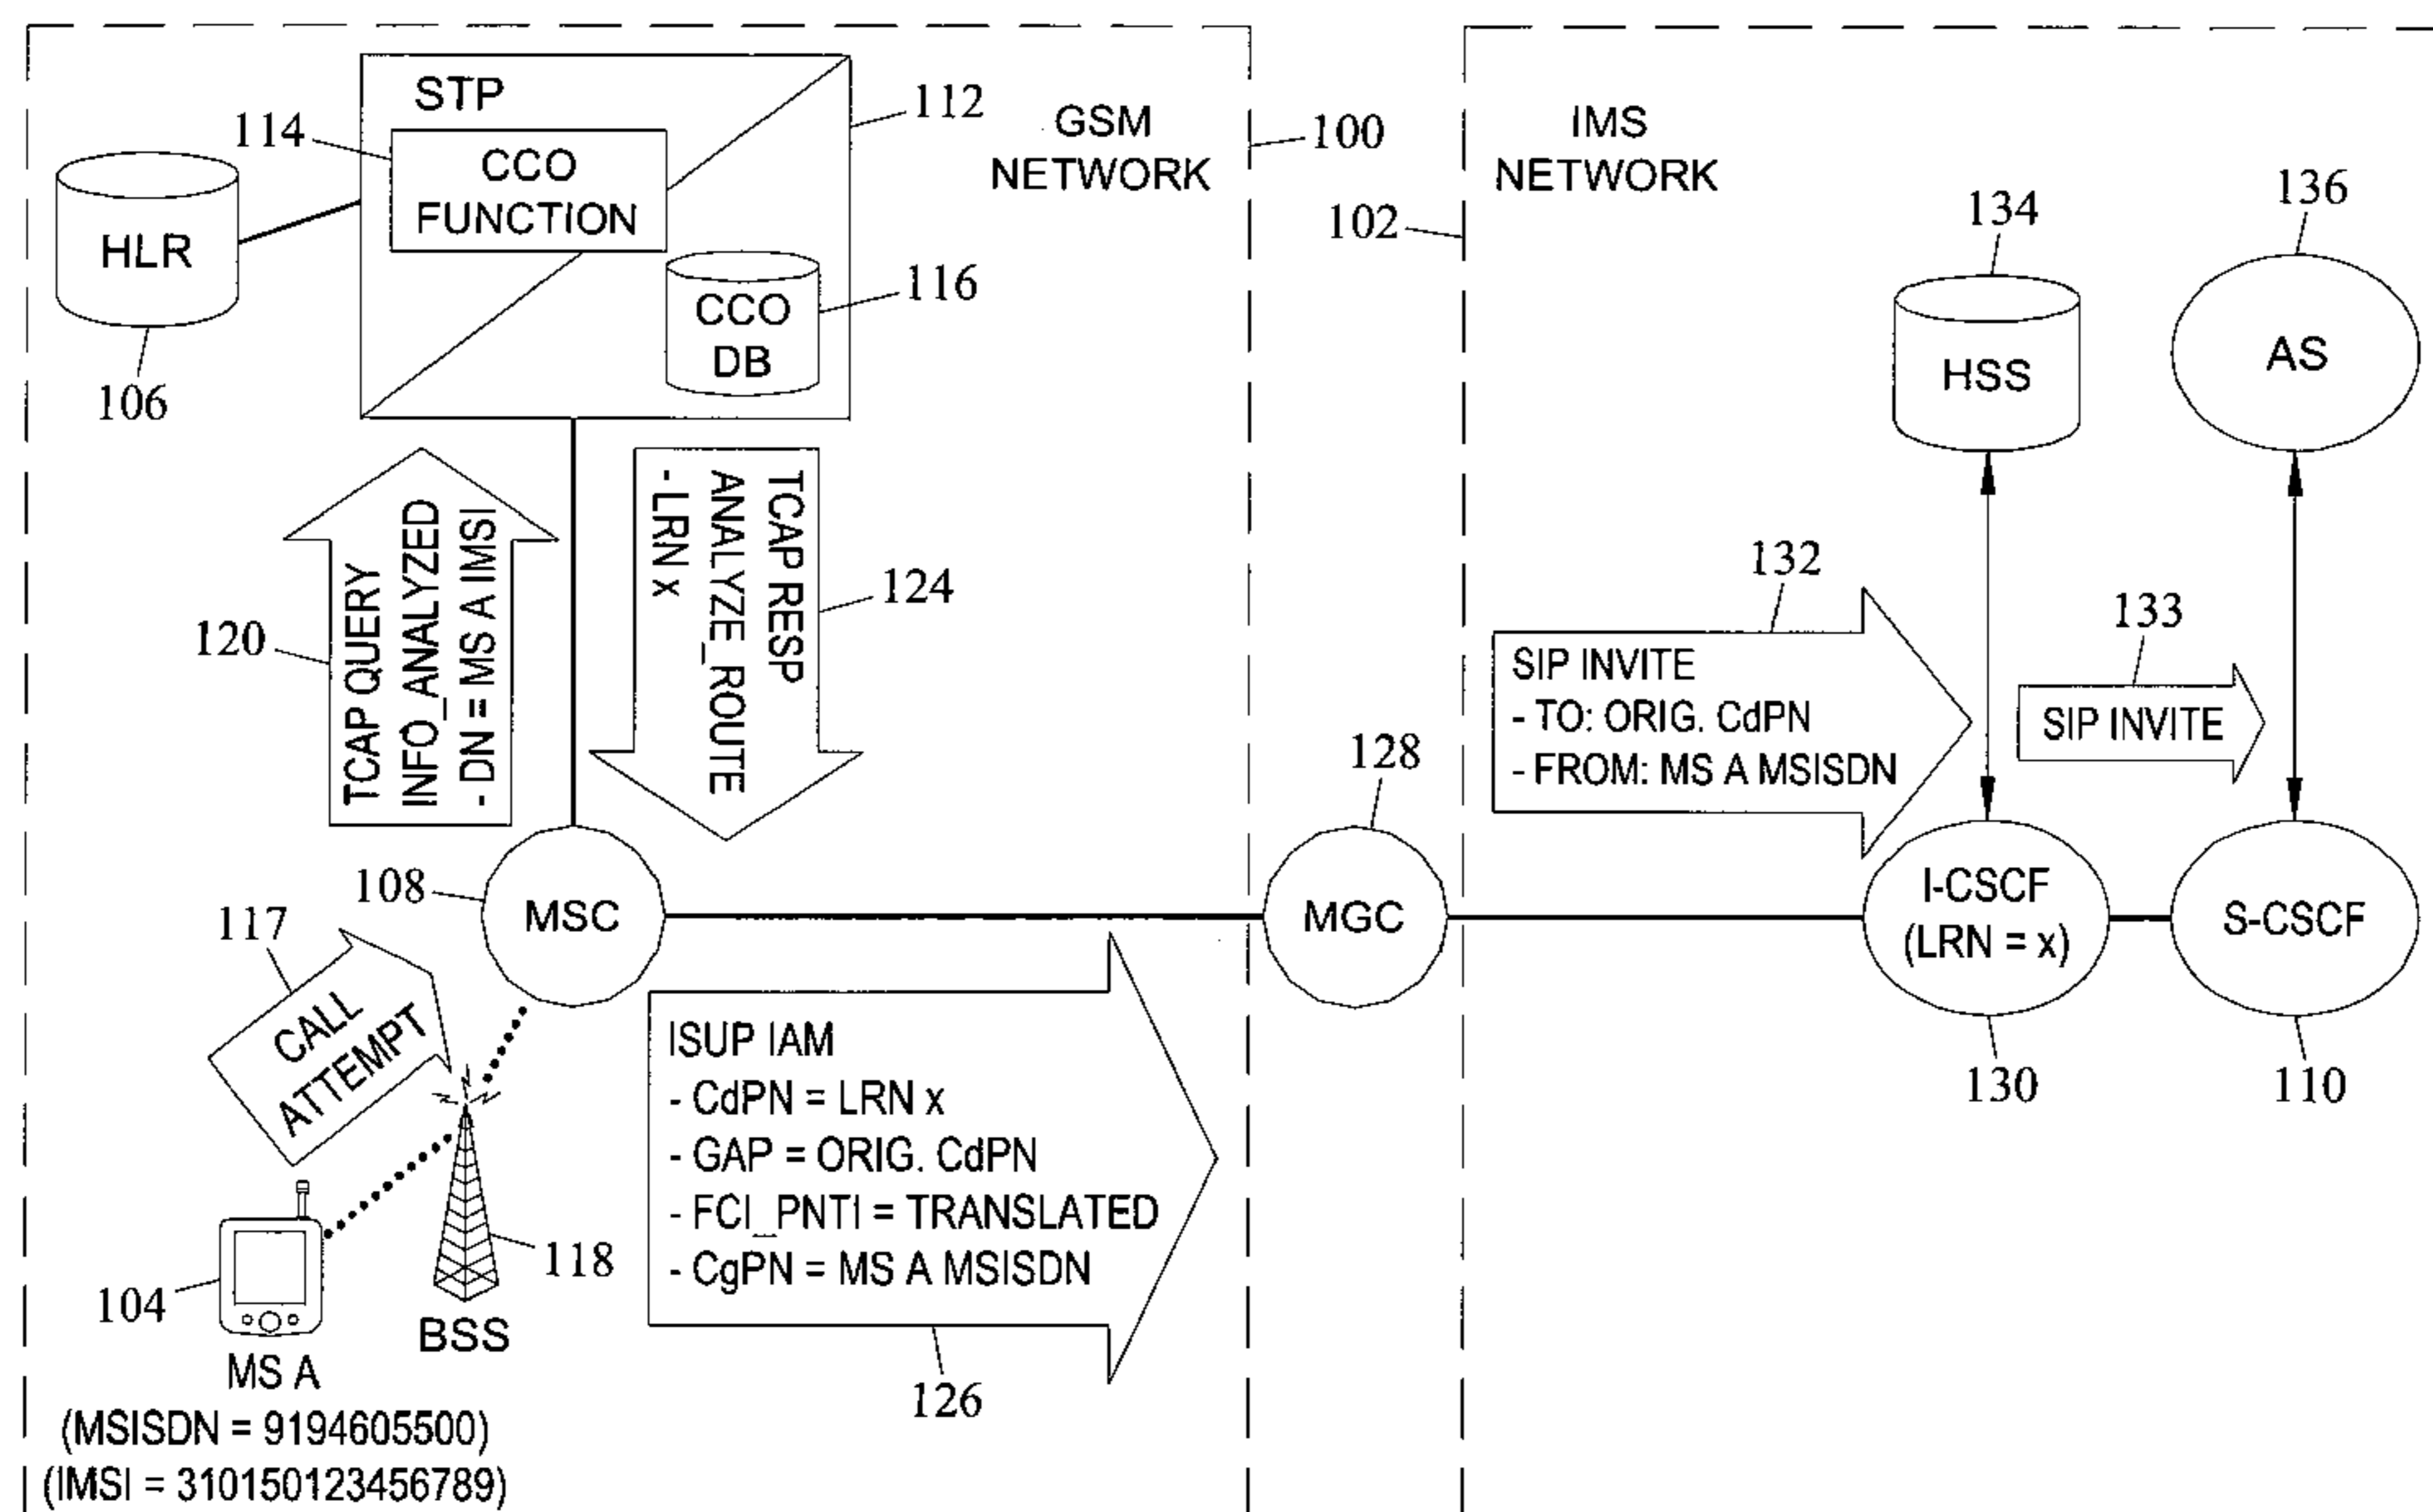 STP
112
GSM
NETWORK
100
IMS
NETWORK
114
CCO
FUNCTION
HLR
106
116
CCO
DB
102
134
136
HSS
AS
120
TCAP QUERY
INFO_ANALYZED
- DN = MS A IMSI
TCAP RESP
ANALYZE_ROUTE
- LRN x
124
132
SIP INVITE
- TO: ORIG. CdPN
- FROM: MS A MSISDN
133
SIP INVITE
128
108
MSC
MGC
I-CSCF
(LRN = x)
S-CSCF
130
110
117
CALL
ATTEMPT
ISUP IAM
- CdPN = LRN x
- GAP = ORIG. CdPN
- FCI_PNTI = TRANSLATED
- CgPN = MS A MSISDN
126
118
BSS
104
MS A
(MSISDN = 9194605500)
(IMSI = 310150123456789)